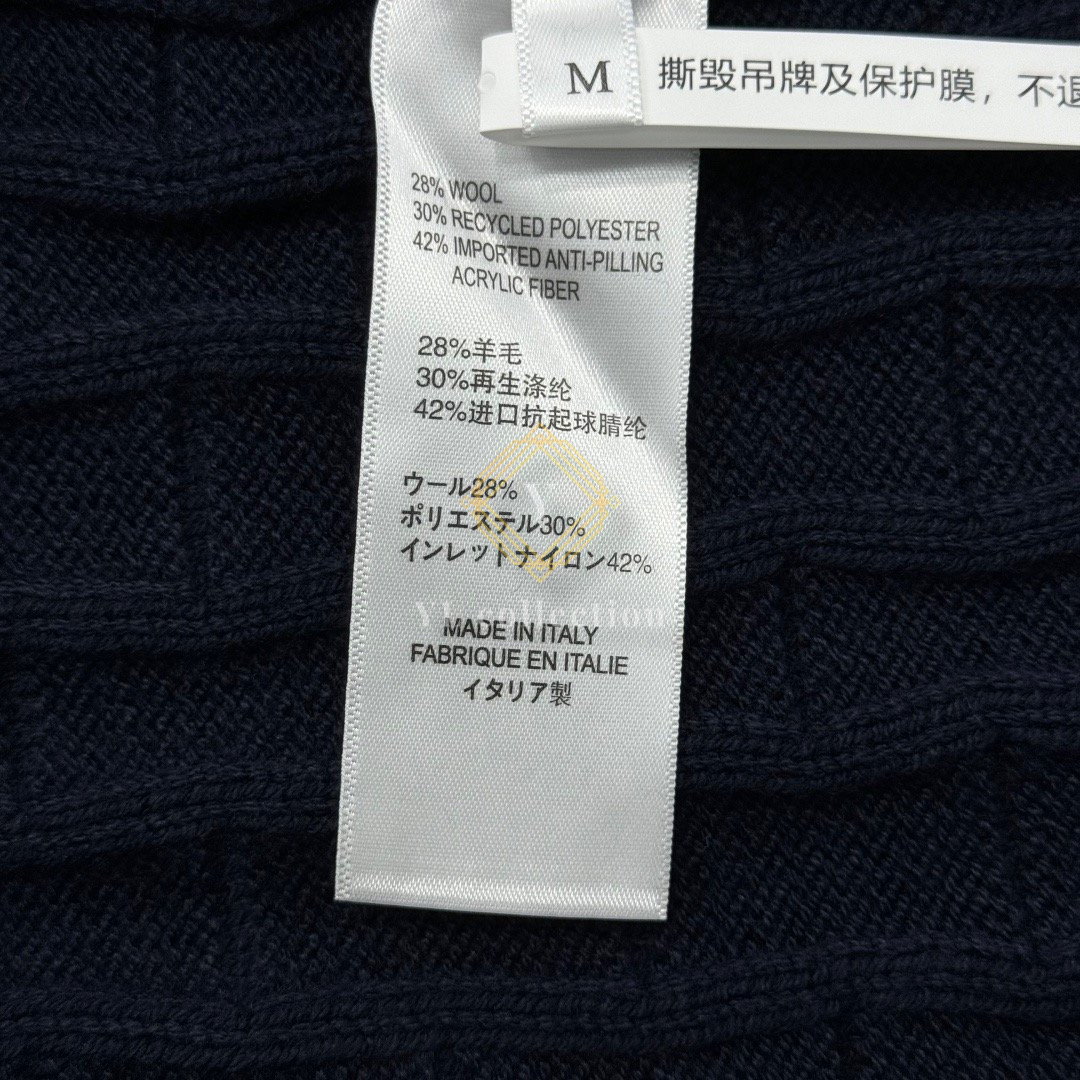 M
撕毁吊牌及保护膜，不退
28% WOOL
30% RECYCLED POLYESTER
42% IMPORTED ANTI-PILLING
ACRYLIC FIBER
28%羊毛
30%再生涤纶
42%进口抗起球腈纶
ウール28%
ポリエステル30%
インレットナイロン42%
Y
YL collection
MADE IN ITALY
FABRIQUE EN ITALIE
イタリア製